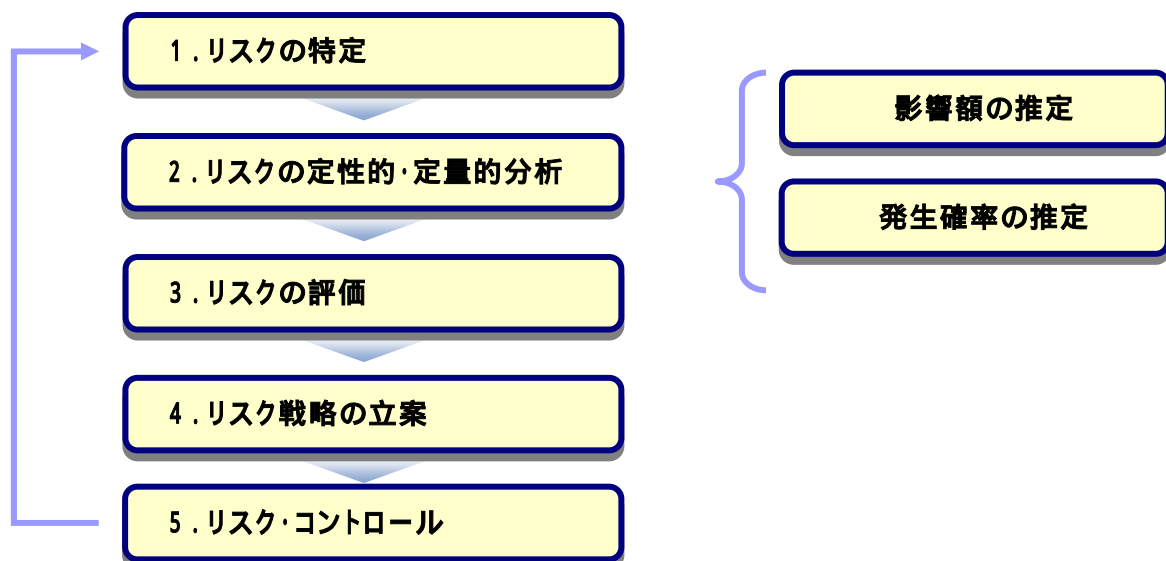 1.リスクの特定
2.リスクの定性的･定量的分析
3.リスクの評価
4.リスク戦略の立案
5.リスク･コントロール
影響額の推定
発生確率の推定